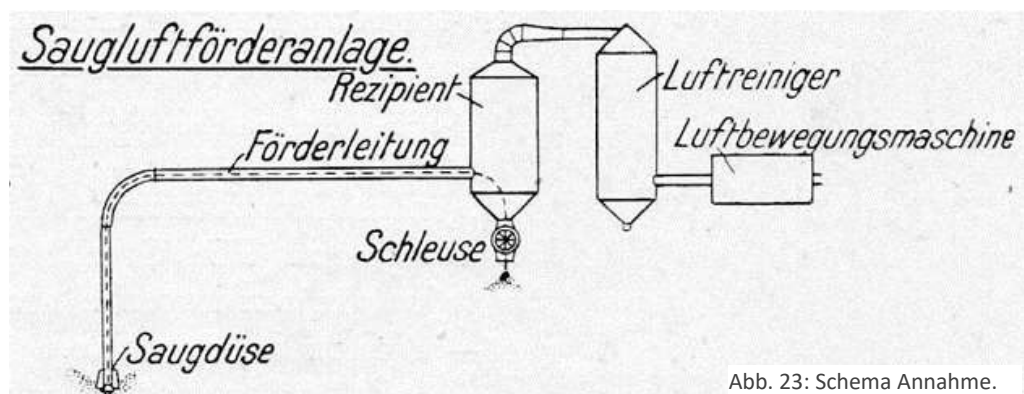 Saugluftförderanlage.
Rezipient
Luftreiniger
Luftbewegungsmaschine
Förderleitung
Schleuse
Saugdüse
Abb. 23: Schema Annahme.